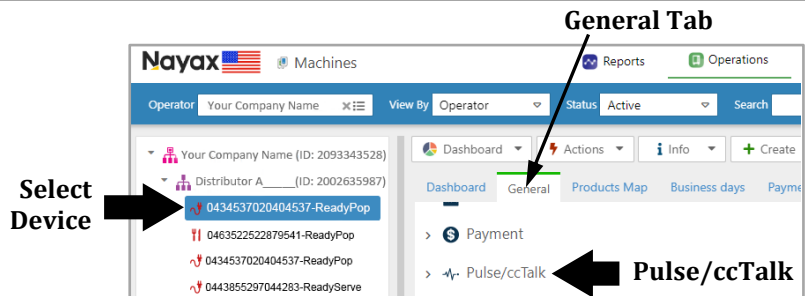 General Tab
Nayax Machines Reports Operations
Operator Your Company Name View By Operator Status Active Search
Your Company Name (ID: 2093343528) Dashboard Actions Info Create
Distributor A_____(ID: 2002635987) Dashboard General Products Map Business days Payme
Select Device
0434537020404537-ReadyPop
0463522522879541-ReadyPop Payment
0434537020404537-ReadyPop Pulse/ccTalk Pulse/ccTalk
0443855297044283-ReadyServe